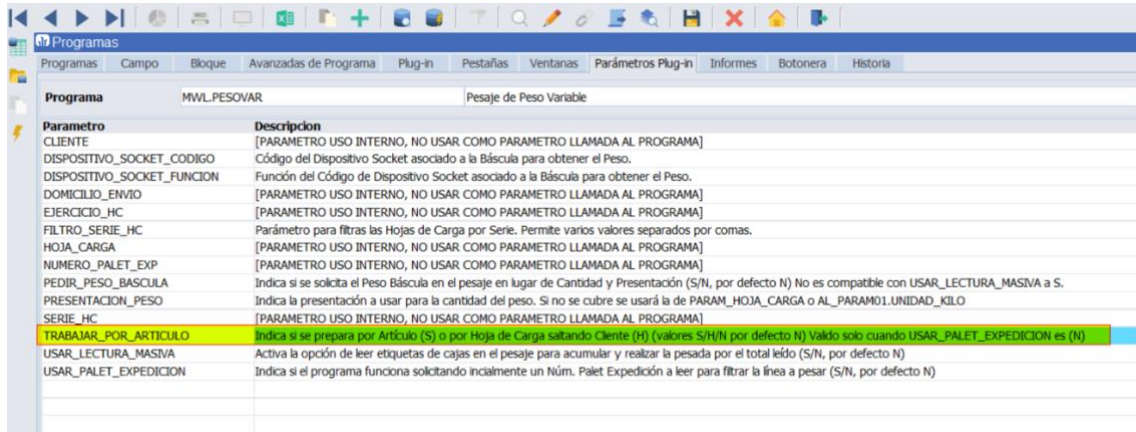 Programas
Programas Campo Bloque Avanzadas de Programa Plug-in Pestañas Ventanas Parámetros Plug-in Informes Botonera Historia
Programa MWL.PESOVAR Pesaje de Peso Variable
Parametro Descripcion
CLIENTE [PARAMETRO USO INTERNO, NO USAR COMO PARAMETRO LLAMADA AL PROGRAMA]
DISPOSITIVO_SOCKET_CODIGO Código del Dispositivo Socket asociado a la Báscula para obtener el Peso.
DISPOSITIVO_SOCKET_FUNCION Función del Código de Dispositivo Socket asociado a la Báscula para obtener el Peso.
DOMICILIO_ENVIO [PARAMETRO USO INTERNO, NO USAR COMO PARAMETRO LLAMADA AL PROGRAMA]
EJERCICIO_HC [PARAMETRO USO INTERNO, NO USAR COMO PARAMETRO LLAMADA AL PROGRAMA]
FILTRO_SERIE_HC Parámetro para filtras las Hojas de Carga por Serie. Permite varios valores separados por comas.
HOJA_CARGA [PARAMETRO USO INTERNO, NO USAR COMO PARAMETRO LLAMADA AL PROGRAMA]
NUMERO_PALET_EXP [PARAMETRO USO INTERNO, NO USAR COMO PARAMETRO LLAMADA AL PROGRAMA]
PEDIR_PESO_BASCULA Indica si se solicita el Peso Báscula en el pesaje en lugar de Cantidad y Presentación (S/N, por defecto N) No es compatible con USAR_LECTURA_MASIVA a S.
PRESENTACION_PESO Indica la presentación a usar para la cantidad del peso. Si no se cubre se usará la de PARAM_HOJA_CARGA o AL_PARAM01.UNIDAD_KILO
SERIE_HC [PARAMETRO USO INTERNO, NO USAR COMO PARAMETRO LLAMADA AL PROGRAMA]
TRABAJAR_POR_ARTICULO Indica si se prepara por Artículo (S) o por Hoja de Carga saltando Cliente (H) (valores S/H/N por defecto N) Valido solo cuando USAR_PALET_EXPEDICION es (N)
USAR_LECTURA_MASIVA Activa la opción de leer etiquetas de cajas en el pesaje para acumular y realizar la pesada por el total leído (S/N, por defecto N)
USAR_PALET_EXPEDICION Indica si el programa funciona solicitando incialmente un Núm. Palet Expedición a leer para filtrar la línea a pesar (S/N, por defecto N)